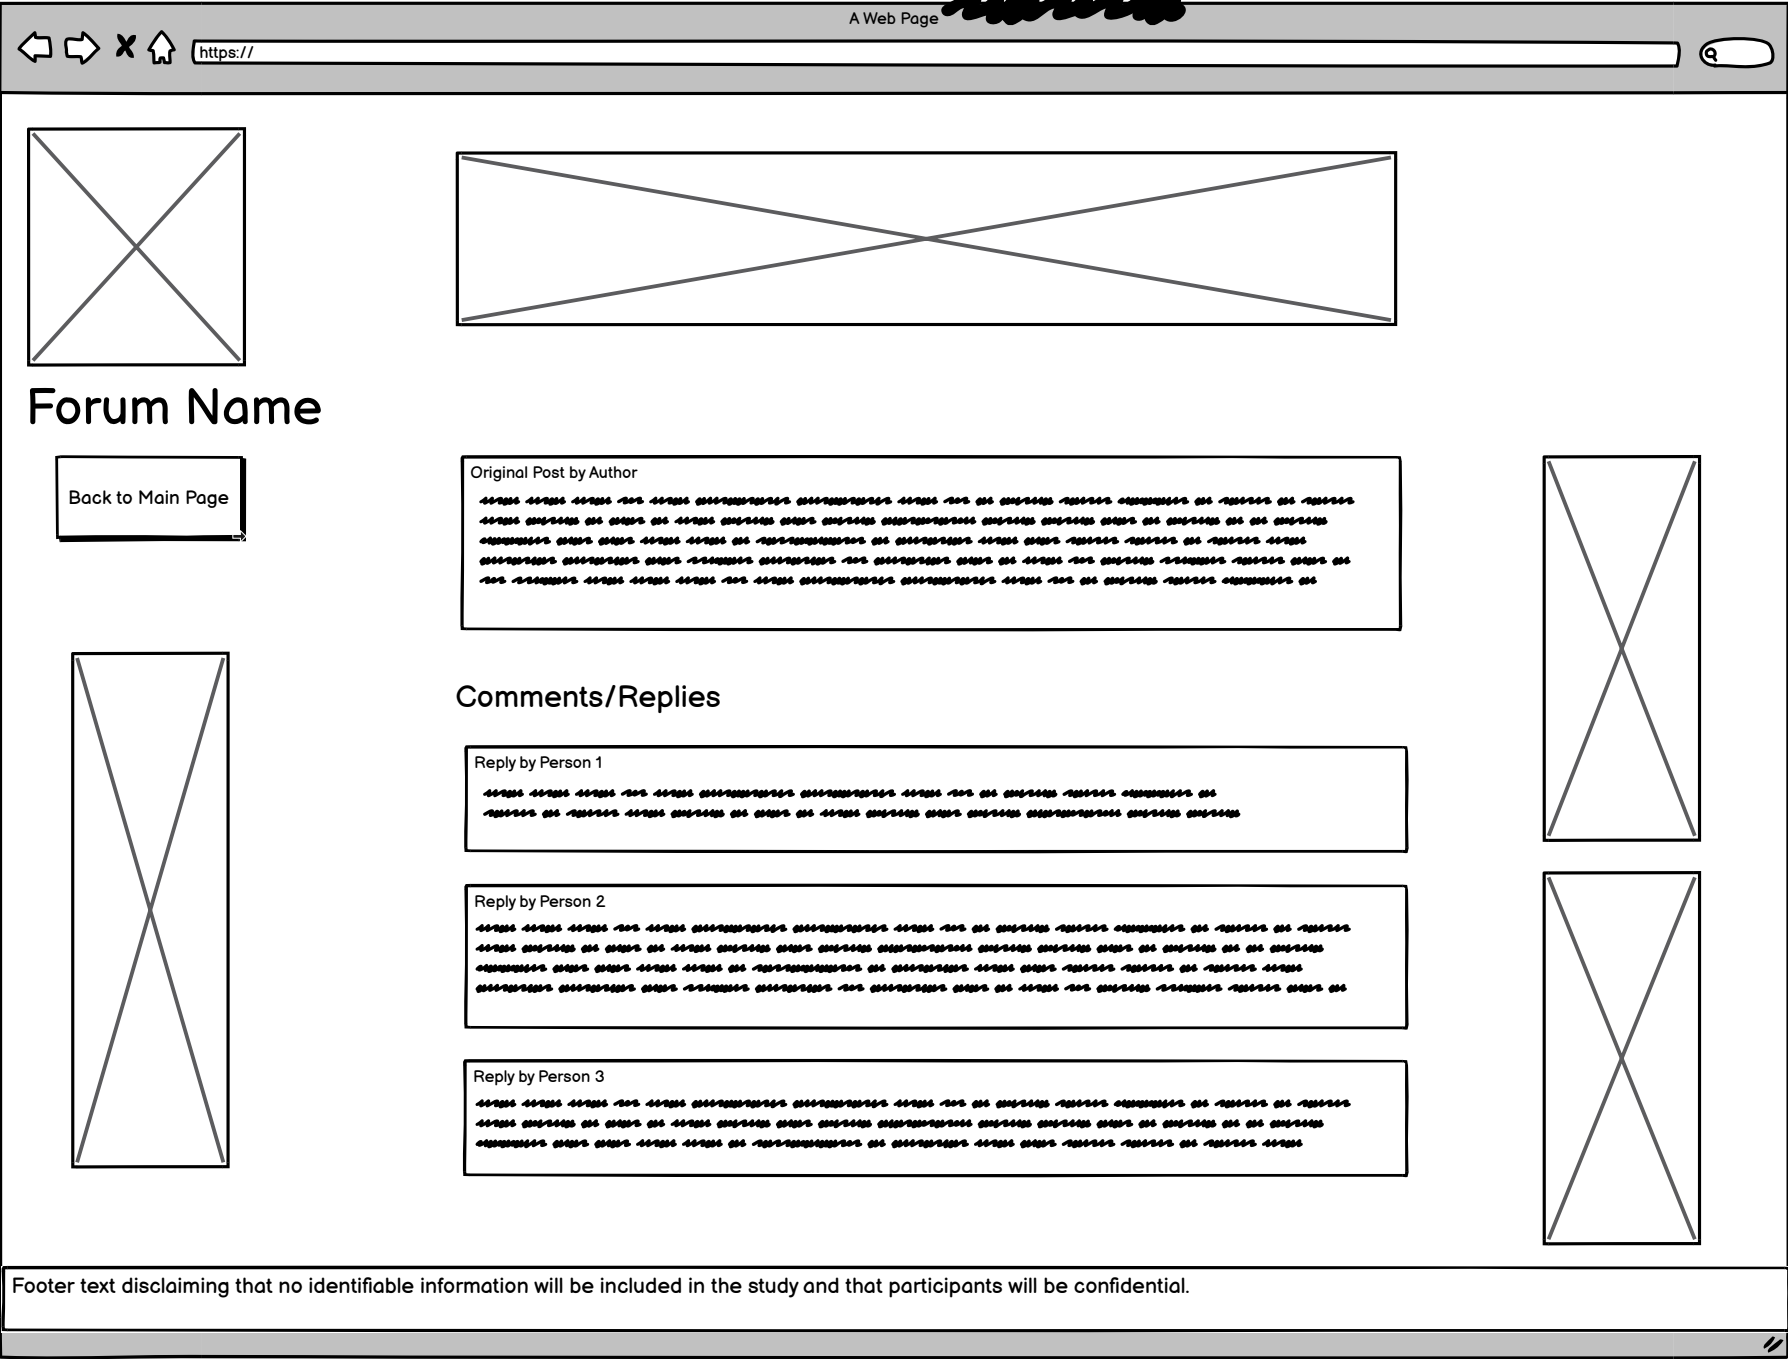 A Web Page
https://
Forum Name
Back to Main Page
Original Post by Author
Comments/Replies
Reply by Person 1
Reply by Person 2
Reply by Person 3
Footer text disclaiming that no identifiable information will be included in the study and that participants will be confidential.